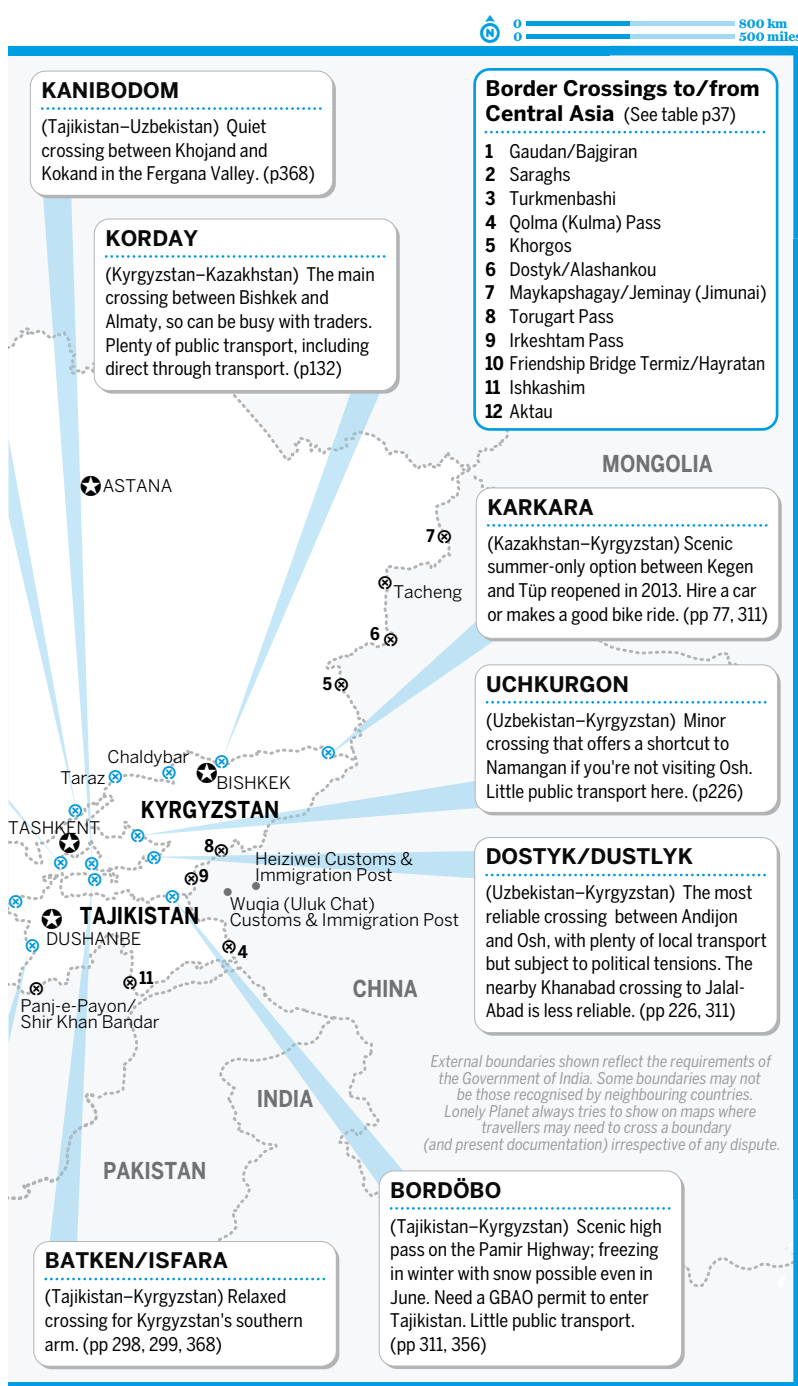 N
0 800 km
0 500 miles
KANIBODOM
(Tajikistan–Uzbekistan) Quiet
crossing between Khojand and
Kokand in the Fergana Valley. (p368)
KORDAY
(Kyrgyzstan–Kazakhstan) The main
crossing between Bishkek and
Almaty, so can be busy with traders.
Plenty of public transport, including
direct through transport. (p132)
Border Crossings to/from
Central Asia (See table p37)
1 Gaudan/Bajgiran
2 Saraghs
3 Turkmenbashi
4 Qolma (Kulma) Pass
5 Khorgos
6 Dostyk/Alashankou
7 Maykapshagay/Jeminay (Jimunai)
8 Torugart Pass
9 Irkeshtam Pass
10 Friendship Bridge Termiz/Hayratan
11 Ishkashim
12 Aktau
MONGOLIA
ASTANA
KARKARA
(Kazakhstan–Kyrgyzstan) Scenic
summer-only option between Kegen
and Tüp reopened in 2013. Hire a car
or makes a good bike ride. (pp 77, 311)
7
Tacheng
6
5
UCHKURGON
(Uzbekistan–Kyrgyzstan) Minor
crossing that offers a shortcut to
Namangan if you're not visiting Osh.
Little public transport here. (p226)
Chaldybar
Taraz
BISHKEK
KYRGYZSTAN
TASHKENT
8
Heiziwei Customs &
Immigration Post
9
Wuqia (Uluk Chat)
Customs & Immigration Post
TAJIKISTAN
DUSHANBE
4
11
Panj-e-Payon/
Shir Khan Bandar
CHINA
DOSTYK/DUSTLYK
(Uzbekistan–Kyrgyzstan) The most
reliable crossing between Andijon
and Osh, with plenty of local transport
but subject to political tensions. The
nearby Khanabad crossing to Jalal-
Abad is less reliable. (pp 226, 311)
External boundaries shown reflect the requirements of
the Government of India. Some boundaries may not
be those recognised by neighbouring countries.
Lonely Planet always tries to show on maps where
travellers may need to cross a boundary
(and present documentation) irrespective of any dispute.
INDIA
PAKISTAN
BORDÖBO
(Tajikistan–Kyrgyzstan) Scenic high
pass on the Pamir Highway; freezing
in winter with snow possible even in
June. Need a GBAO permit to enter
Tajikistan. Little public transport.
(pp 311, 356)
BATKEN/ISFARA
(Tajikistan–Kyrgyzstan) Relaxed
crossing for Kyrgyzstan's southern
arm. (pp 298, 299, 368)